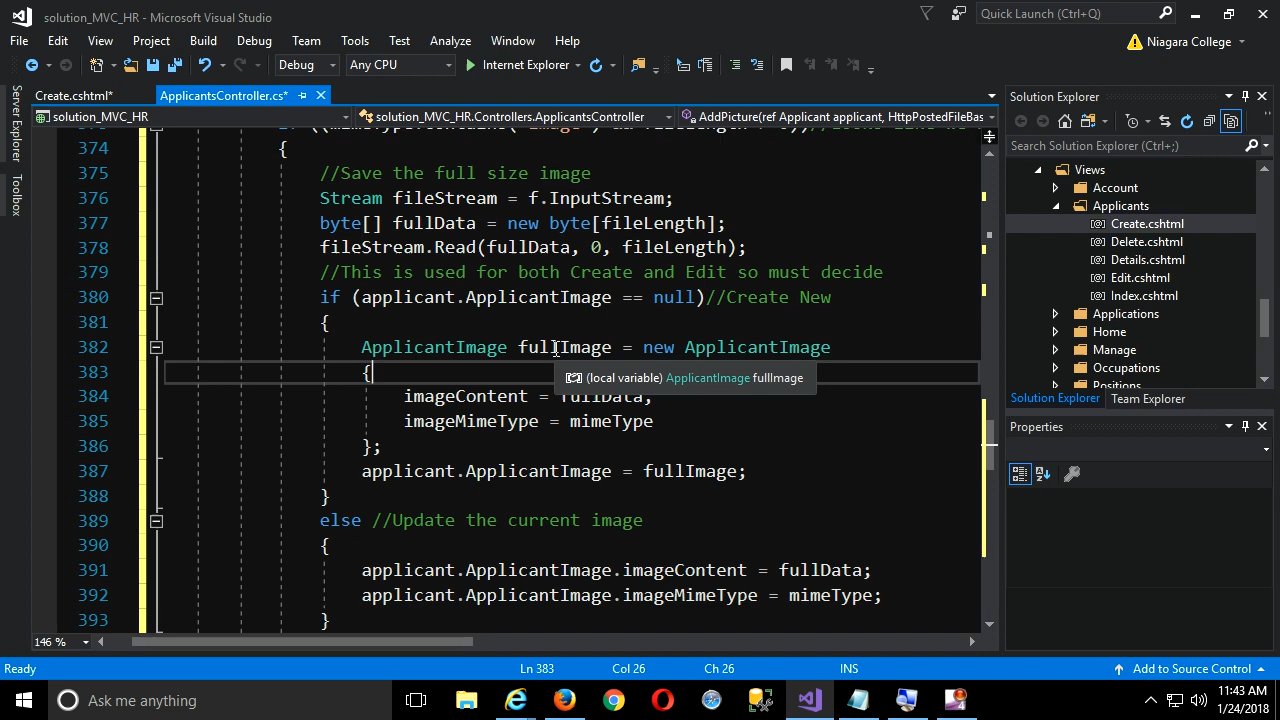 solution_MVC_HR - Microsoft Visual Studio
Quick Launch (Ctrl+Q)
File Edit View Project Build Debug Team Tools Test Analyze Window Help
Niagara College
Debug Any CPU Internet Explorer
Server Explorer
Toolbox
Create.cshtml* ApplicantsController.cs*
solution_MVC_HR solution_MVC_HR.Controllers.ApplicantsController AddPicture(ref Applicant applicant, HttpPostedFileBas
374 {
375 //Save the full size image
376 Stream fileStream = f.InputStream;
377 byte[] fullData = new byte[fileLength];
378 fileStream.Read(fullData, 0, fileLength);
379 //This is used for both Create and Edit so must decide
380 if (applicant.ApplicantImage == null)//Create New
381 {
382 ApplicantImage fullImage = new ApplicantImage
383 {
(local variable) ApplicantImage fullImage
384 imageContent = fullData,
385 imageMimeType = mimeType
386 };
387 applicant.ApplicantImage = fullImage;
388 }
389 else //Update the current image
390 {
391 applicant.ApplicantImage.imageContent = fullData;
392 applicant.ApplicantImage.imageMimeType = mimeType;
393 }
146 %
Solution Explorer
Search Solution Explorer (Ctrl+;)
Views
Account
Applicants
Create.cshtml
Delete.cshtml
Details.cshtml
Edit.cshtml
Index.cshtml
Applications
Home
Manage
Occupations
Positions
Solution Explorer Team Explorer
Properties
Ready Ln 383 Col 26 Ch 26 INS Add to Source Control
Ask me anything
11:43 AM
1/24/2018